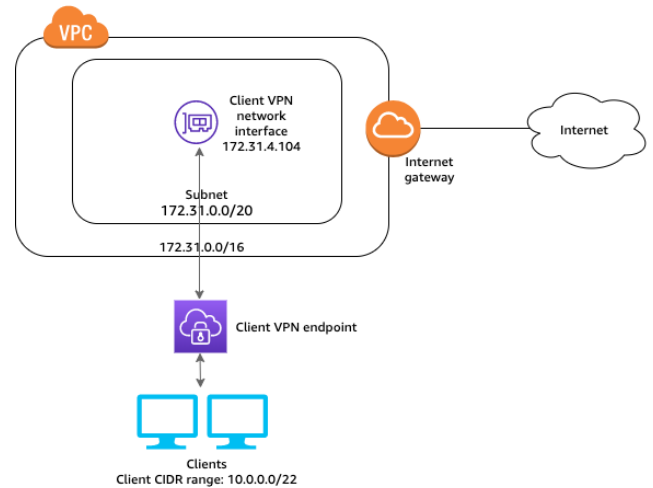 VPC
Client VPN
network
interface
172.31.4.104
Internet
Internet
gateway
Subnet
172.31.0.0/20
172.31.0.0/16
Client VPN endpoint
Clients
Client CIDR range: 10.0.0.0/22